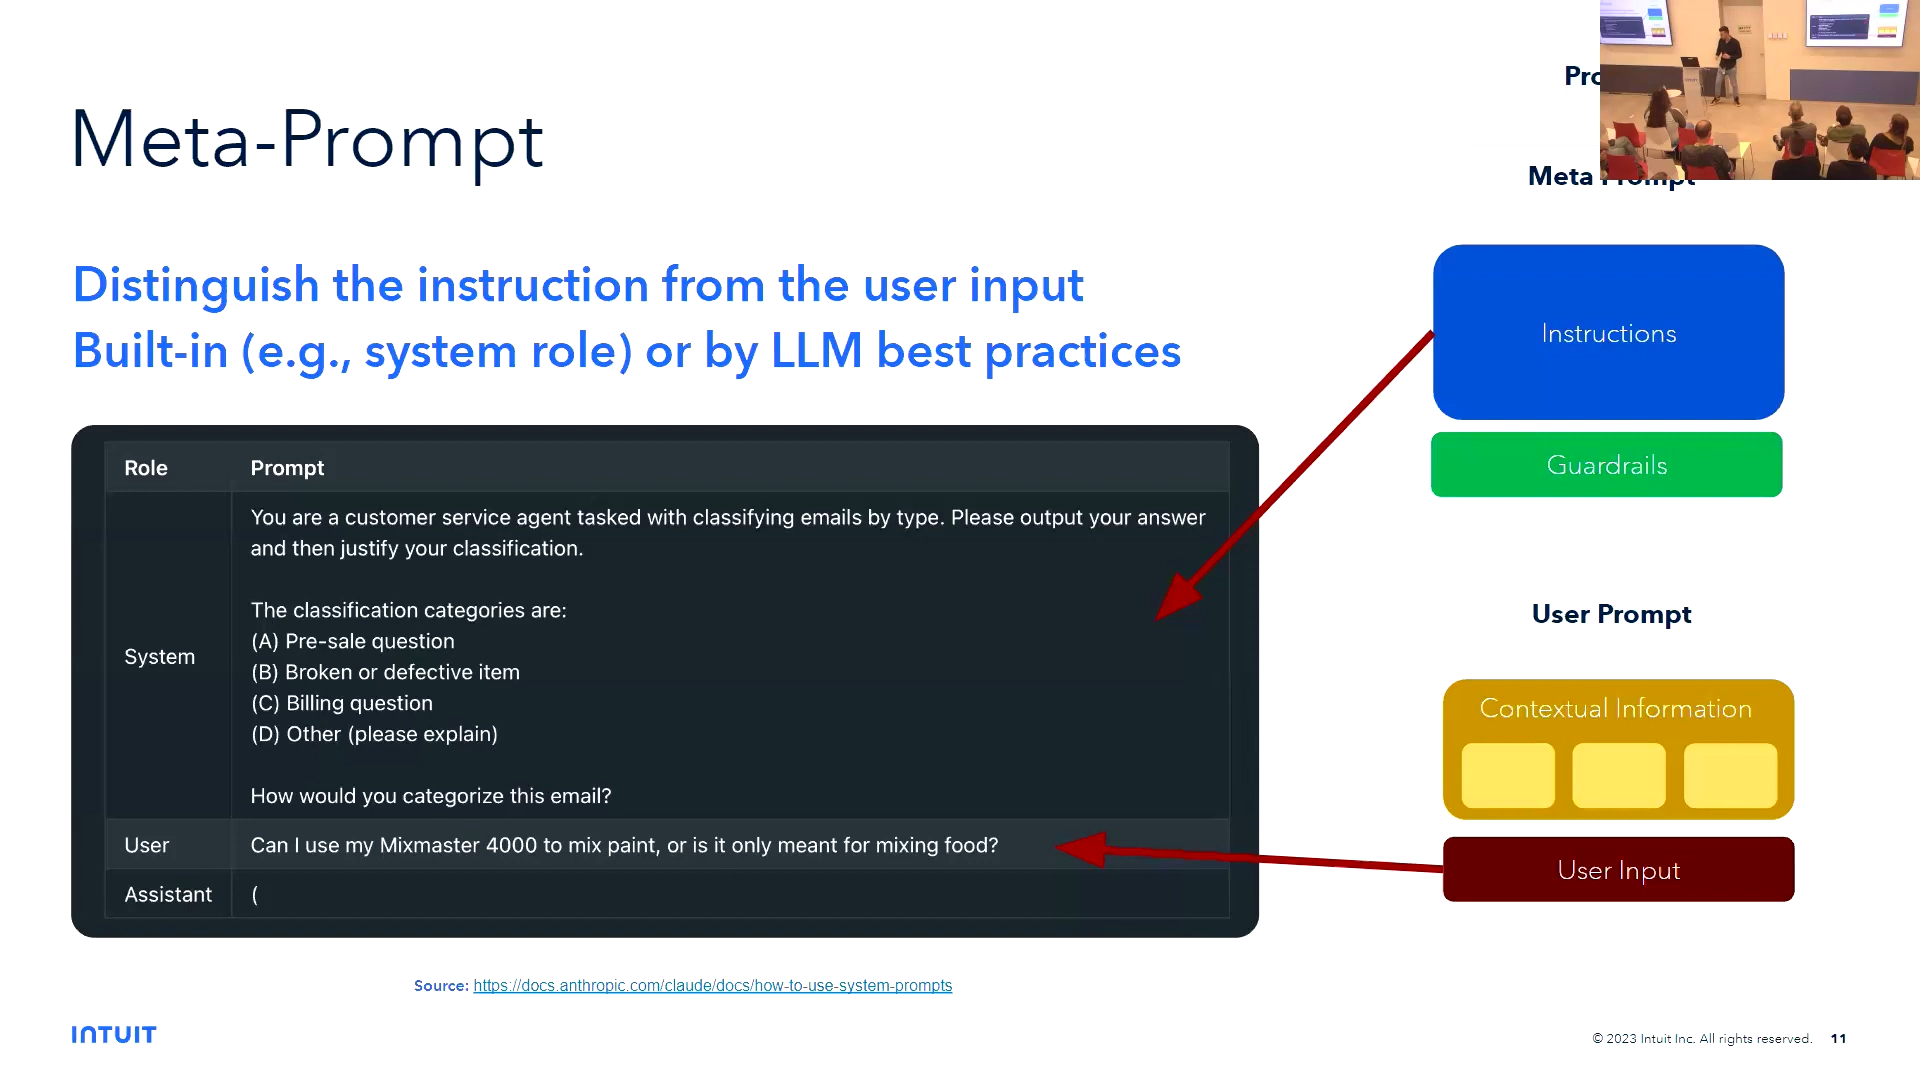 Meta-Prompt
Distinguish the instruction from the user input
Built-in (e.g., system role) or by LLM best practices
Role Prompt
System
You are a customer service agent tasked with classifying emails by type. Please output your answer
and then justify your classification.
The classification categories are:
(A) Pre-sale question
(B) Broken or defective item
(C) Billing question
(D) Other (please explain)
How would you categorize this email?
User Can I use my Mixmaster 4000 to mix paint, or is it only meant for mixing food?
Assistant (
Source: https://docs.anthropic.com/claude/docs/how-to-use-system-prompts
Meta Prompt
Instructions
Guardrails
User Prompt
Contextual Information
User Input
INTUIT
© 2023 Intuit Inc. All rights reserved. 11